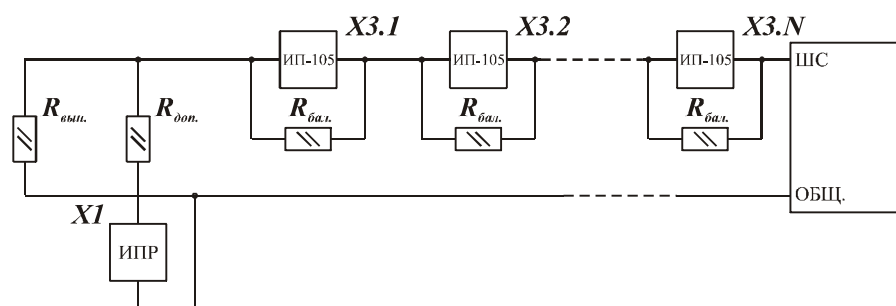 X3.1 X3.2 X3.N
ИП-105 ИП-105 ИП-105 ШС
Rвып. Rдоп. Rбал. Rбал. Rбал.
ОБЩ.
X1
ИПР